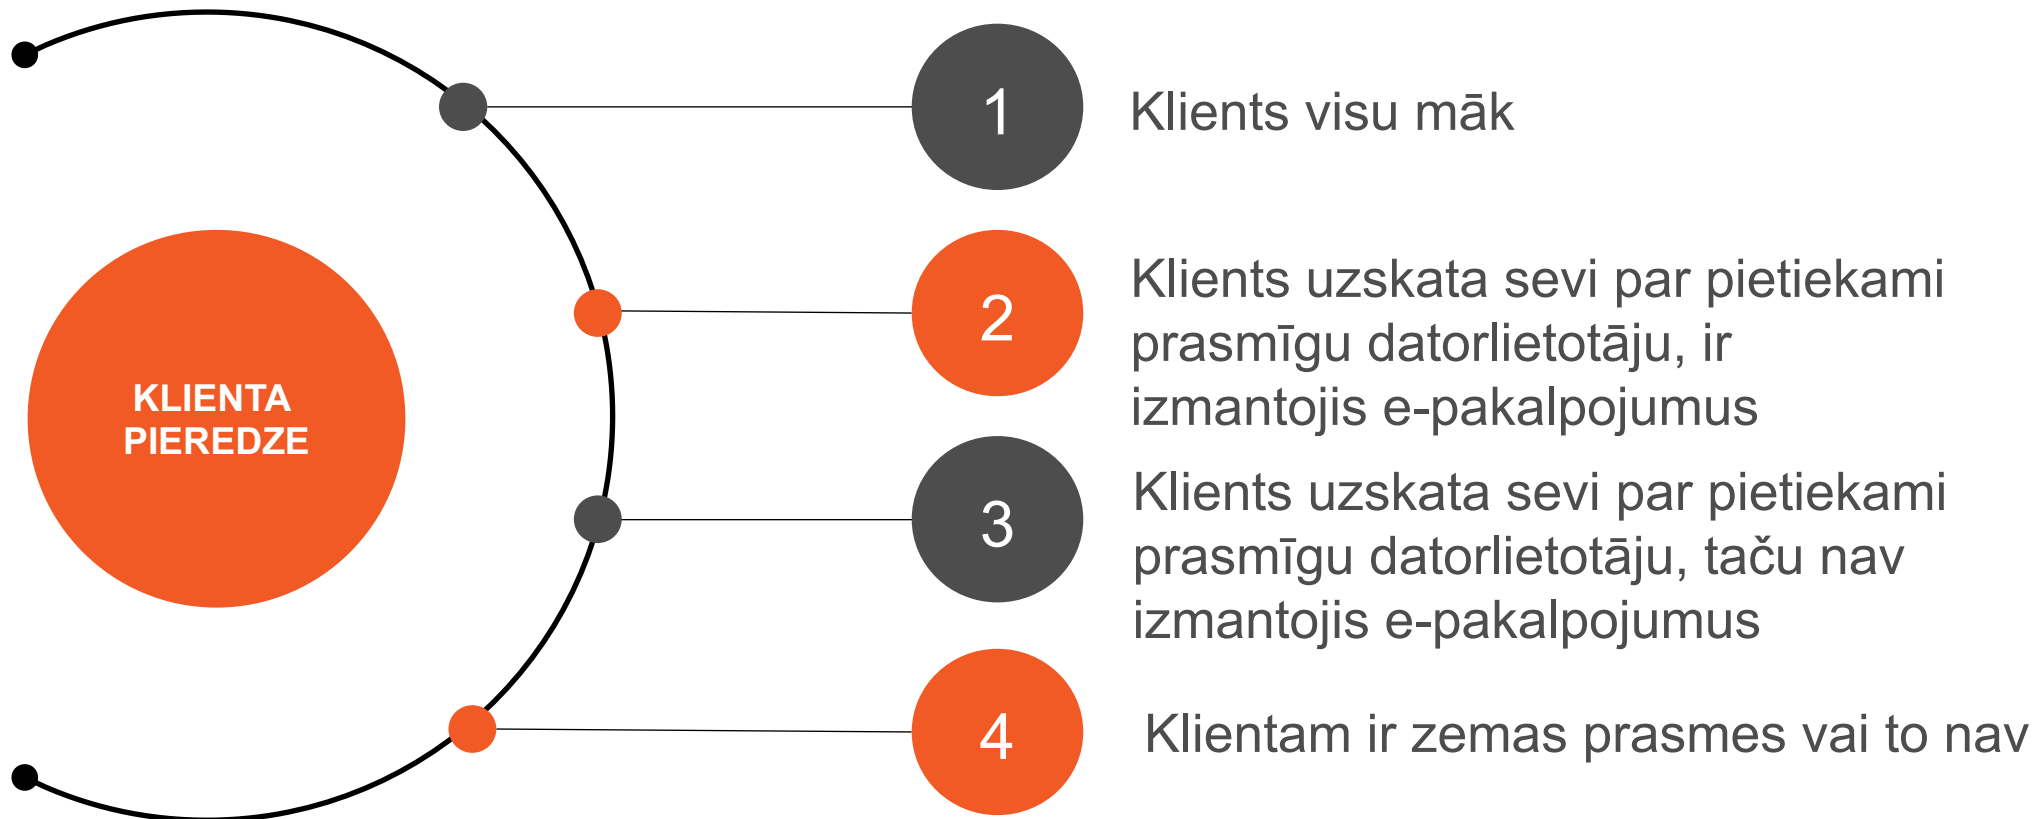 KLIENTA
PIEREDZE
1
Klients visu māk
2
Klients uzskata sevi par pietiekami
prasmīgu datorlietotāju, ir
izmantojis e-pakalpojumus
3
Klients uzskata sevi par pietiekami
prasmīgu datorlietotāju, taču nav
izmantojis e-pakalpojumus
4
Klientam ir zemas prasmes vai to nav